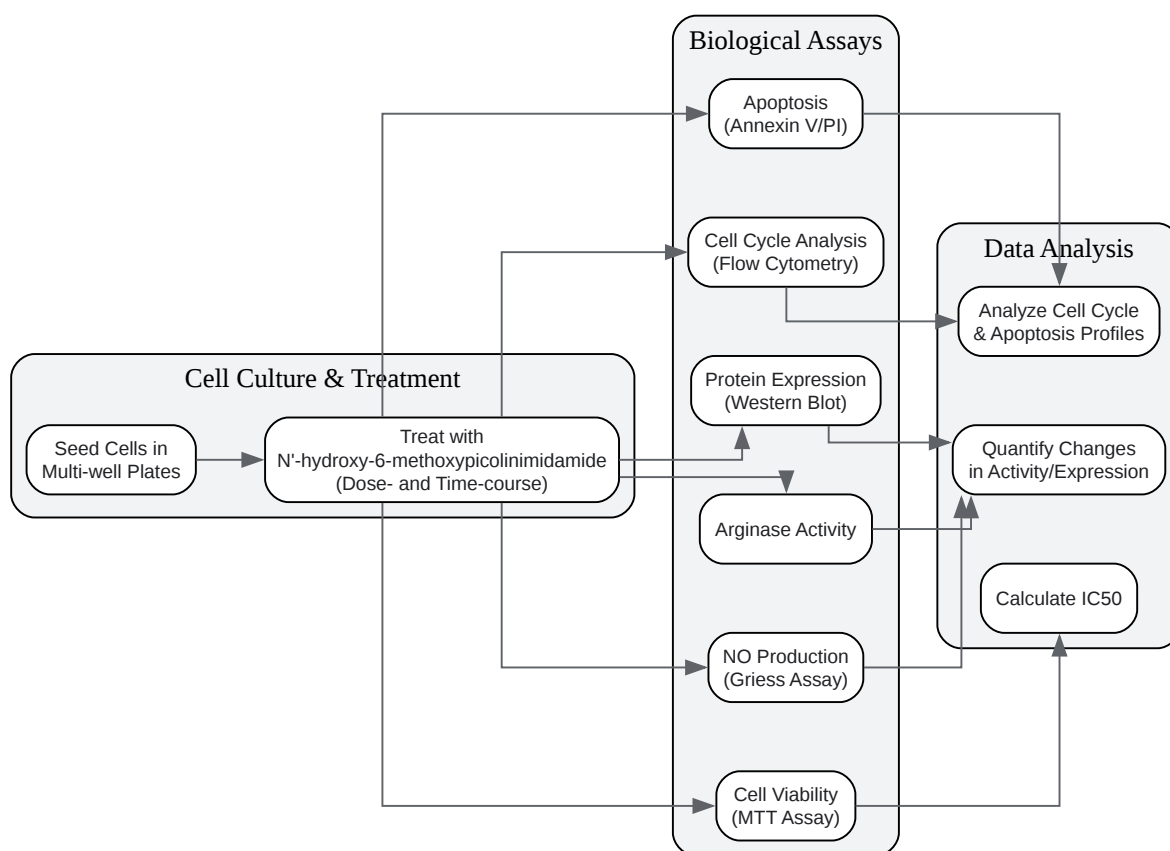 Biological Assays
Apoptosis
(Annexin V/PI)
Cell Cycle Analysis
(Flow Cytometry)
Data Analysis
Analyze Cell Cycle
& Apoptosis Profiles
Cell Culture & Treatment
Protein Expression
(Western Blot)
Seed Cells in
Multi-well Plates
Treat with
N'-hydroxy-6-methoxypicolinimidamide
(Dose- and Time-course)
Quantify Changes
in Activity/Expression
Arginase Activity
Calculate IC50
NO Production
(Griess Assay)
Cell Viability
(MTT Assay)